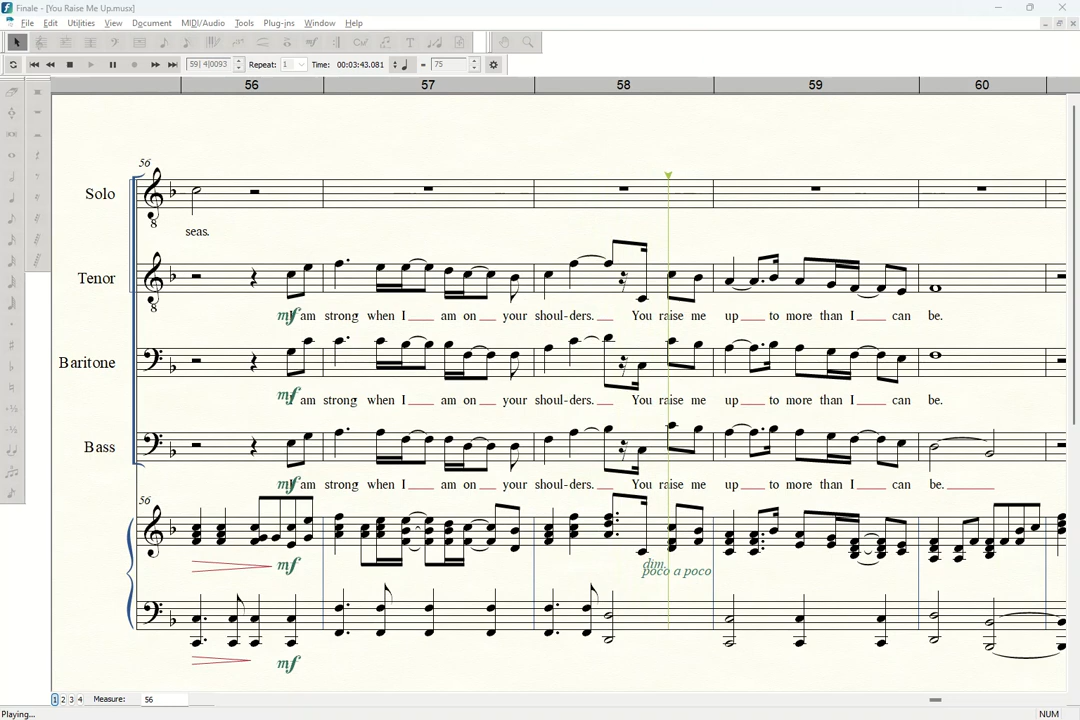 Finale - [You Raise Me Up.musx]
File Edit Utilities View Document MIDI/Audio Tools Plug-ins Window Help
59| 4|0093 Repeat: 1 Time: 00:03:43.081 = 75
56 57 58 59 60
56
Solo
8
seas.
Tenor
8
mf I am strong when I am on your shoul-ders. You raise me up to more than I can be.
Baritone
mf I am strong when I am on your shoul-ders. You raise me up to more than I can be.
Bass
mf I am strong when I am on your shoul-ders. You raise me up to more than I can be.
56
mf
dim.
poco a poco
mf
1 2 3 4 Measure: 56
Playing... NUM